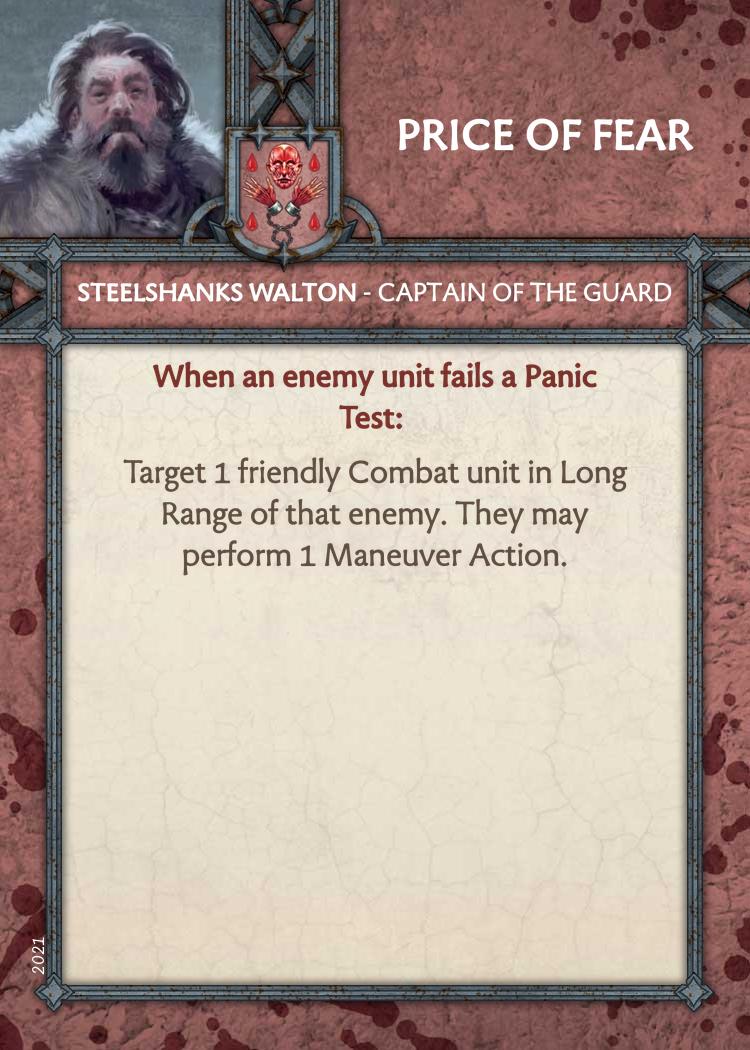 PRICE OF FEAR
STEELSHANKS WALTON - CAPTAIN OF THE GUARD
When an enemy unit fails a Panic
Test:
Target 1 friendly Combat unit in Long
Range of that enemy. They may
perform 1 Maneuver Action.
2021